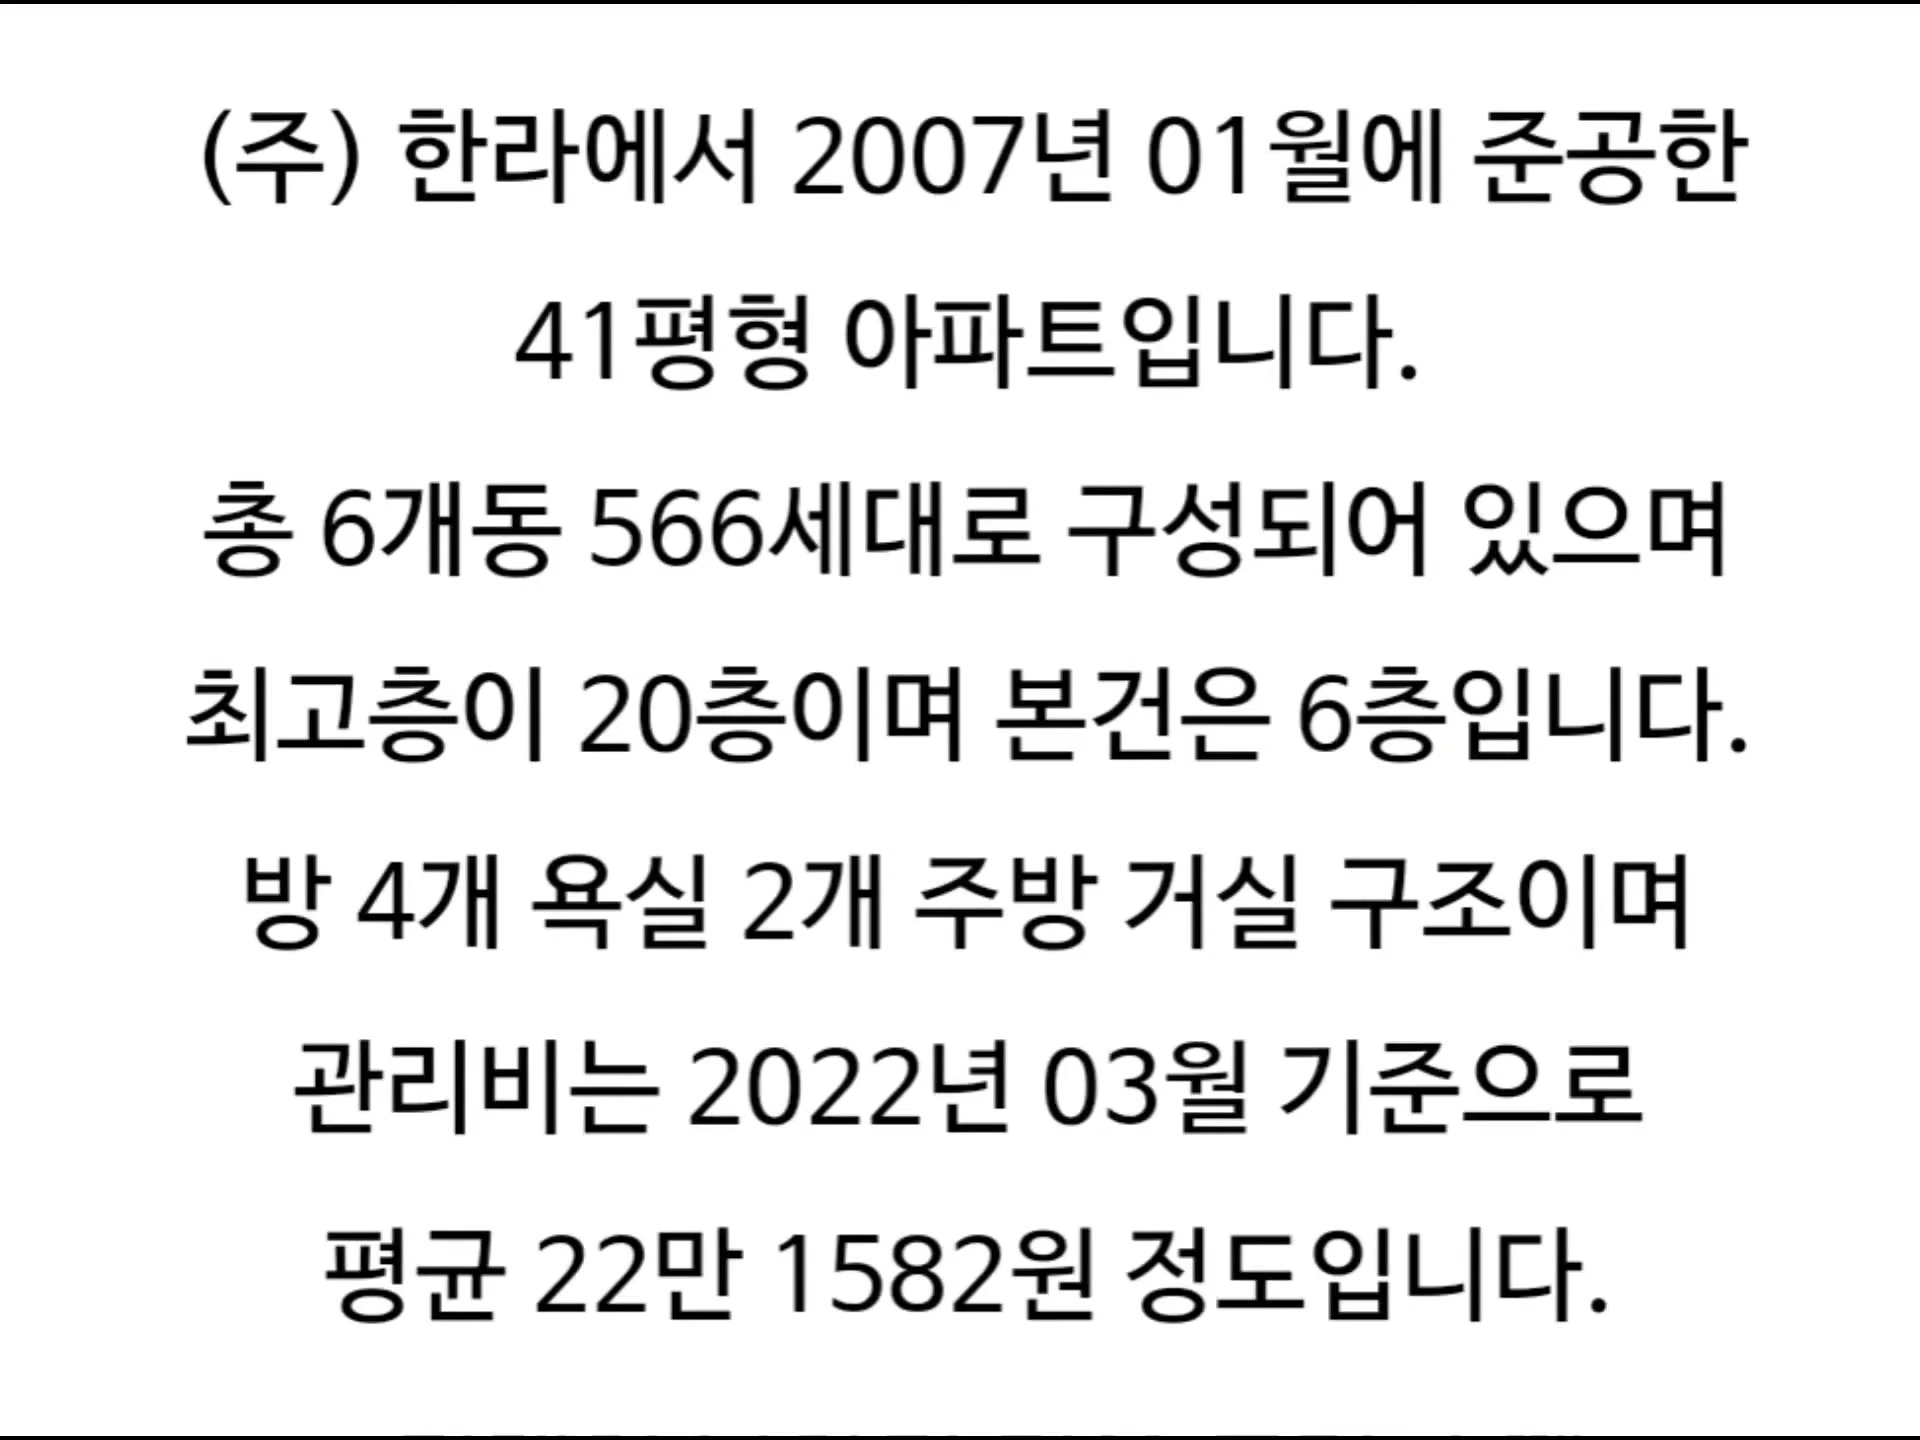 (주) 한라에서 2007년 01월에 준공한
41평형 아파트입니다.
총 6개동 566세대로 구성되어 있으며
최고층이 20층이며 본건은 6층입니다.
방 4개 욕실 2개 주방 거실 구조이며
관리비는 2022년 03월 기준으로
평균 22만 1582원 정도입니다.